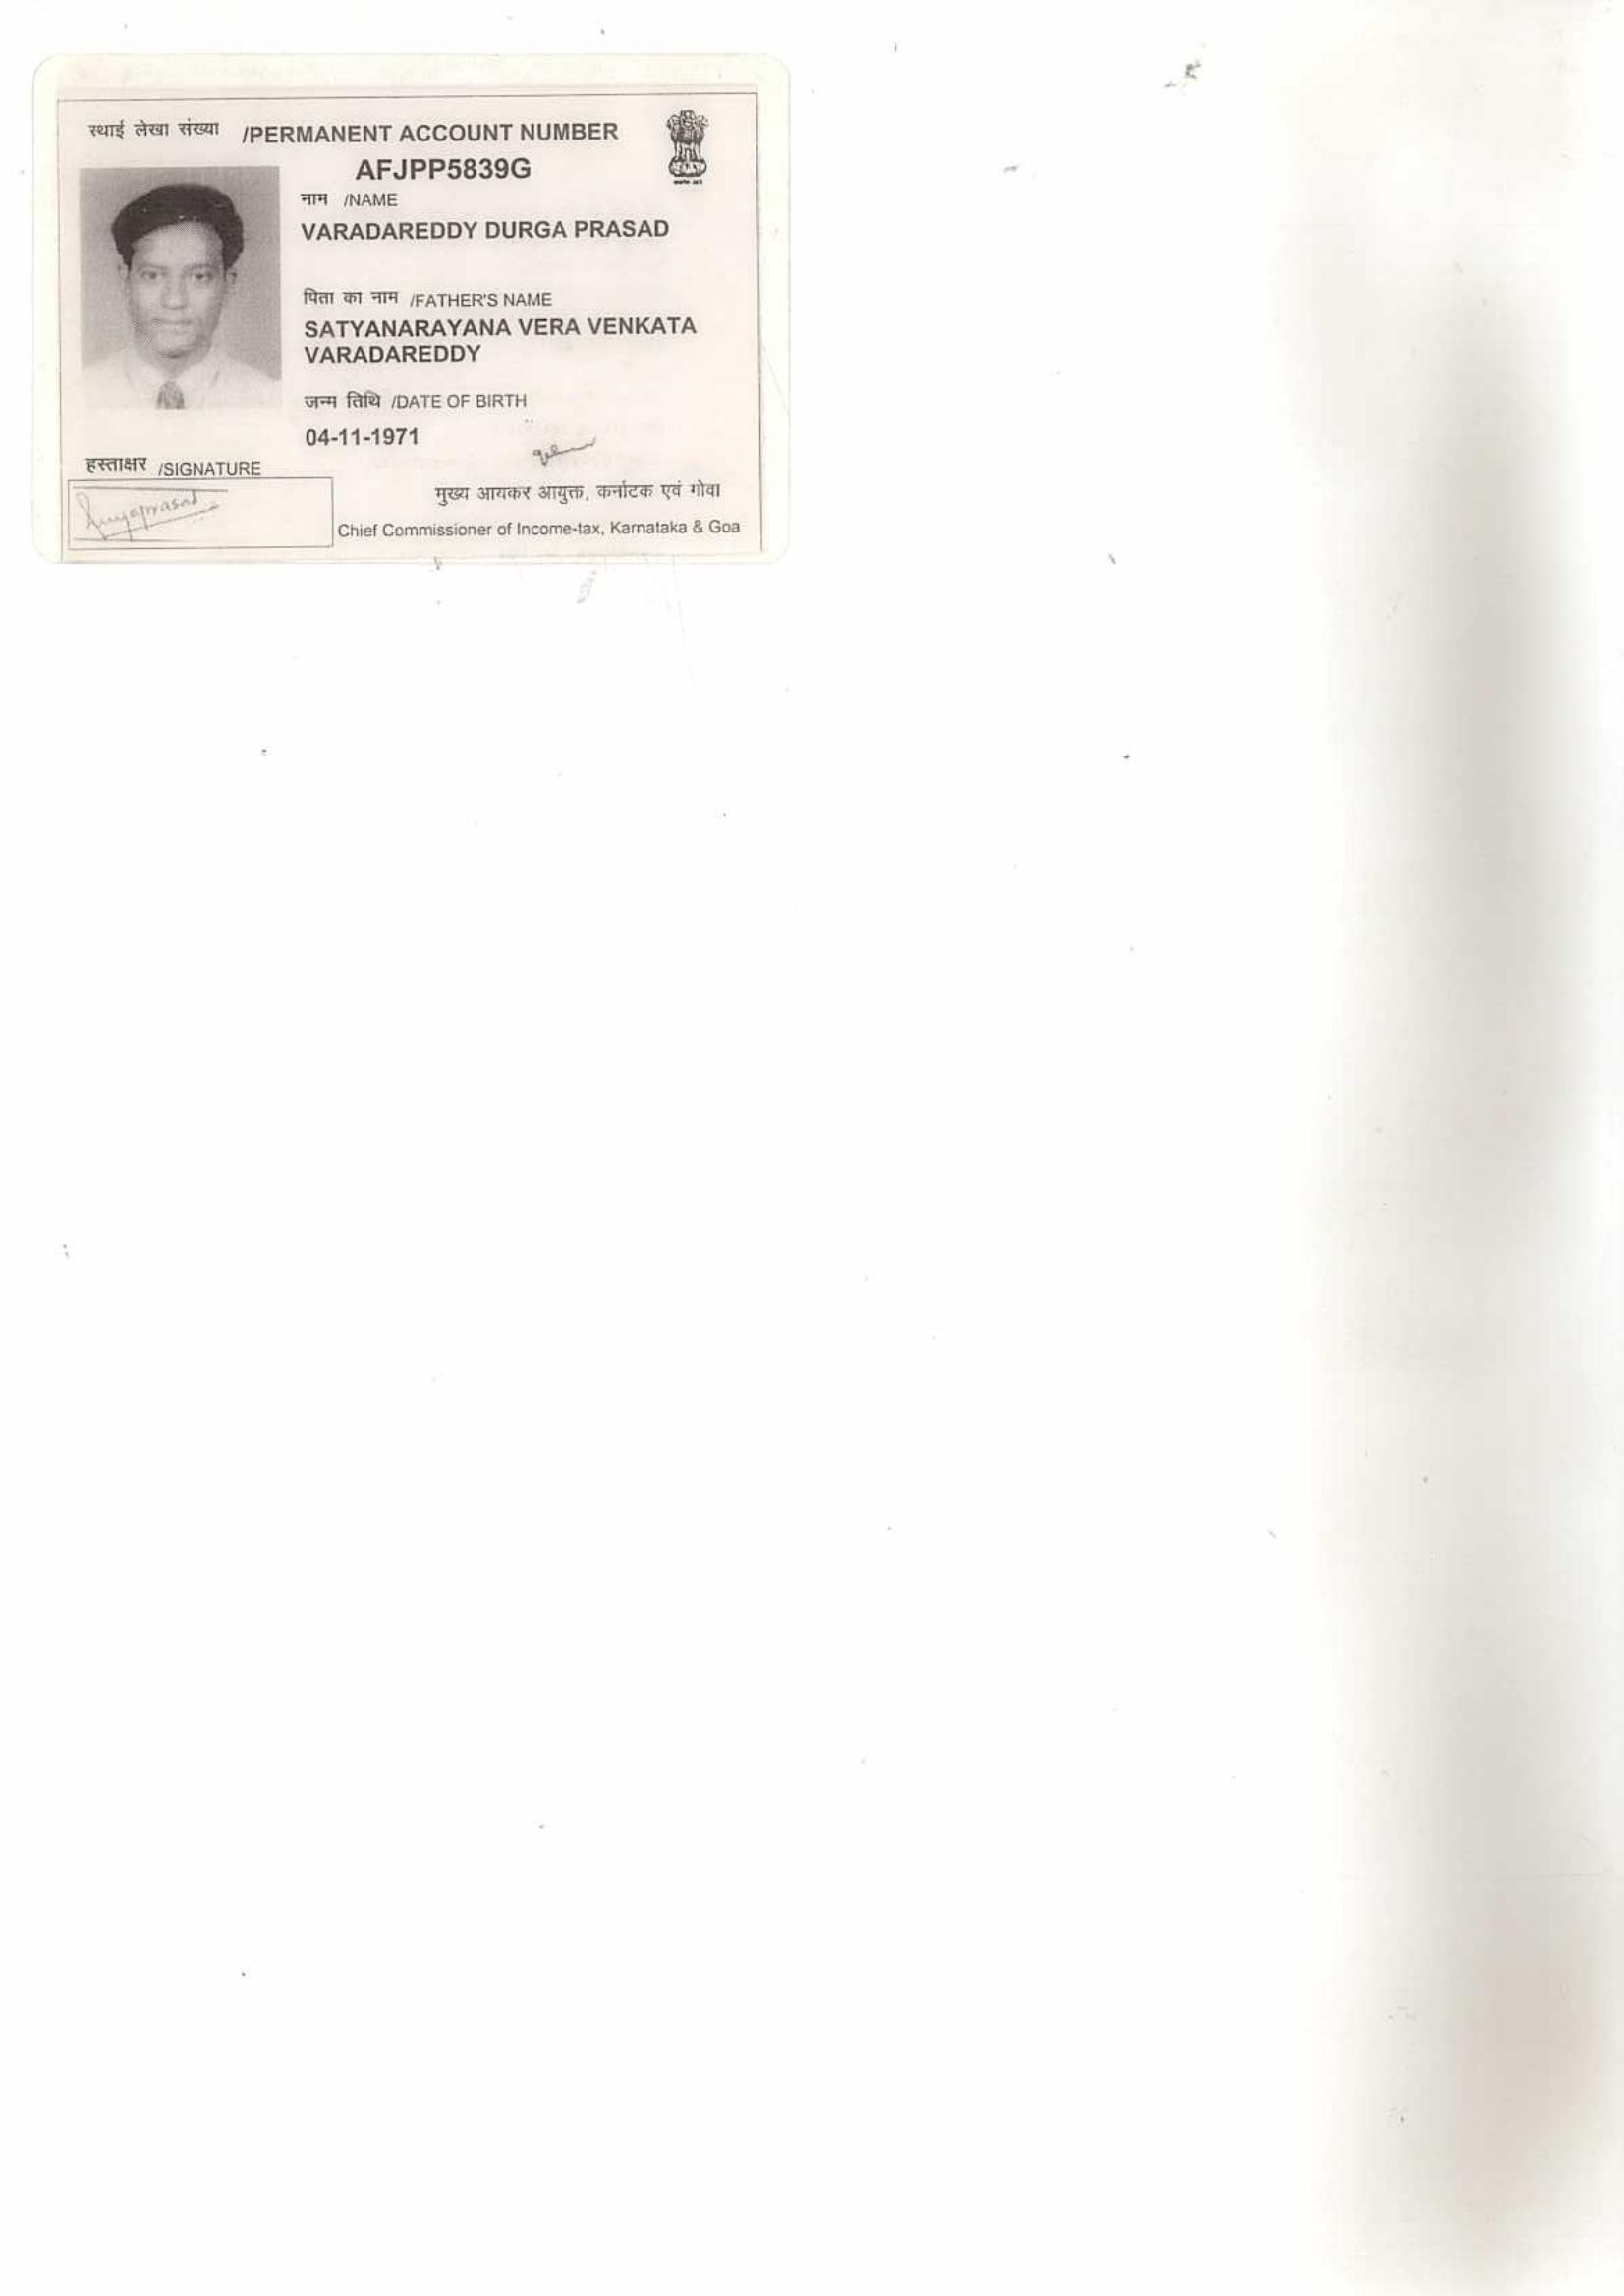 स्थाई लेखा संख्या /PERMANENT ACCOUNT NUMBER
AFJPP5839G
नाम /NAME
VARADAREDDY DURGA PRASAD
पिता का नाम /FATHER'S NAME
SATYANARAYANA VERA VENKATA
VARADAREDDY
जन्म तिथि /DATE OF BIRTH
04-11-1971
हस्ताक्षर /SIGNATURE
मुख्य आयकर आयुक्त, कर्नाटक एवं गोवा
Chief Commissioner of Income-tax, Karnataka & Goa